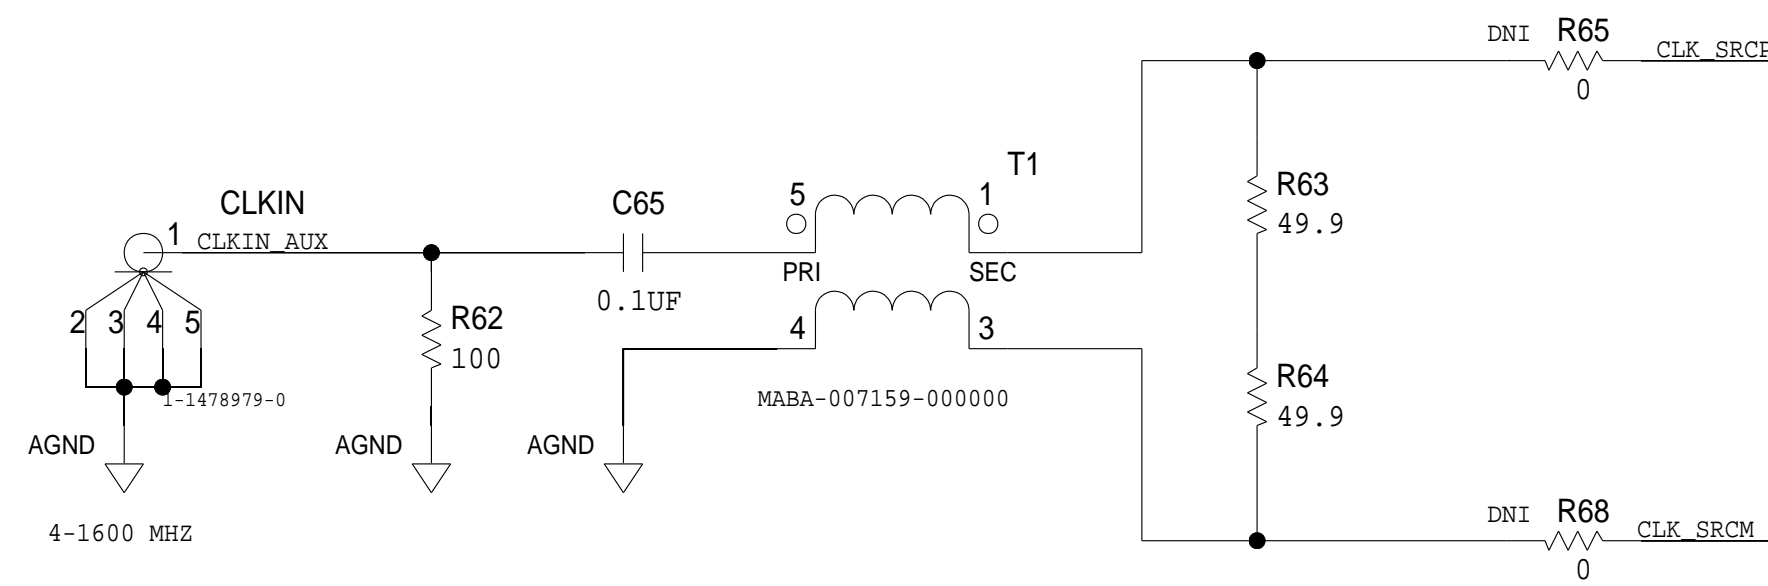 DNI R65
CLK_SRCP
0
T1
5 1
R63
49.9
CLKIN
C65
1
CLKIN_AUX
PRI SEC
0.1UF
2 3 4 5
R62
100
4 3
R64
49.9
1-1478979-0
MABA-007159-000000
AGND AGND AGND
DNI R68
CLK_SRCM
4-1600 MHZ
0